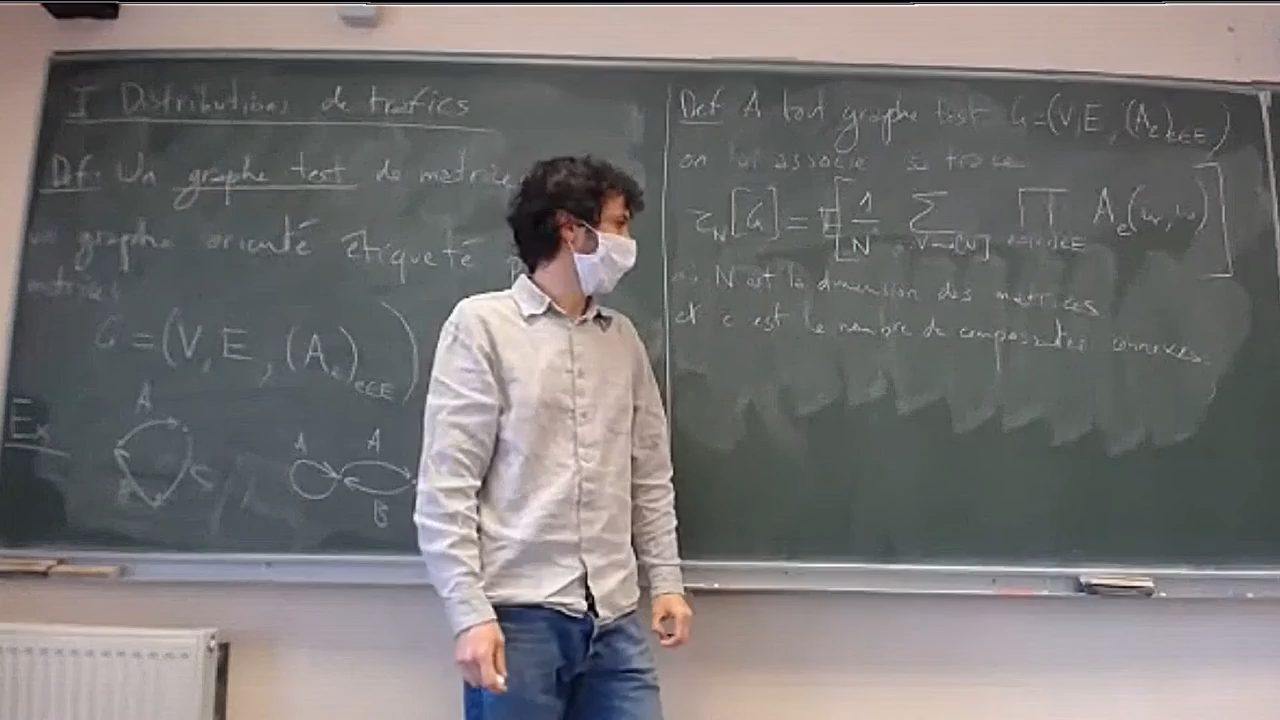 I Distributions de trafics
Def. Un graphe test de matrice
un graphe orienté étiqueté
matrices
G = (V, E, (A_e)_{e∈E})
Ex
A
B
C
A
A
B
Def A tout graphe test G = (V, E, (A_e)_{e∈E})
on lui associe sa trace
τ_N[G] = E[1/N ∑ ∏ A_e(w, v)]
où N est la dimension des matrices
et c est le nombre de composantes connexes.